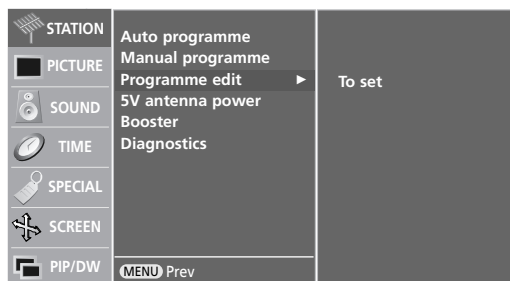 STATION
PICTURE
SOUND
TIME
SPECIAL
SCREEN
PIP/DW
Auto programme
Manual programme
Programme edit ►
5V antenna power
Booster
Diagnostics
MENU Prev
To set